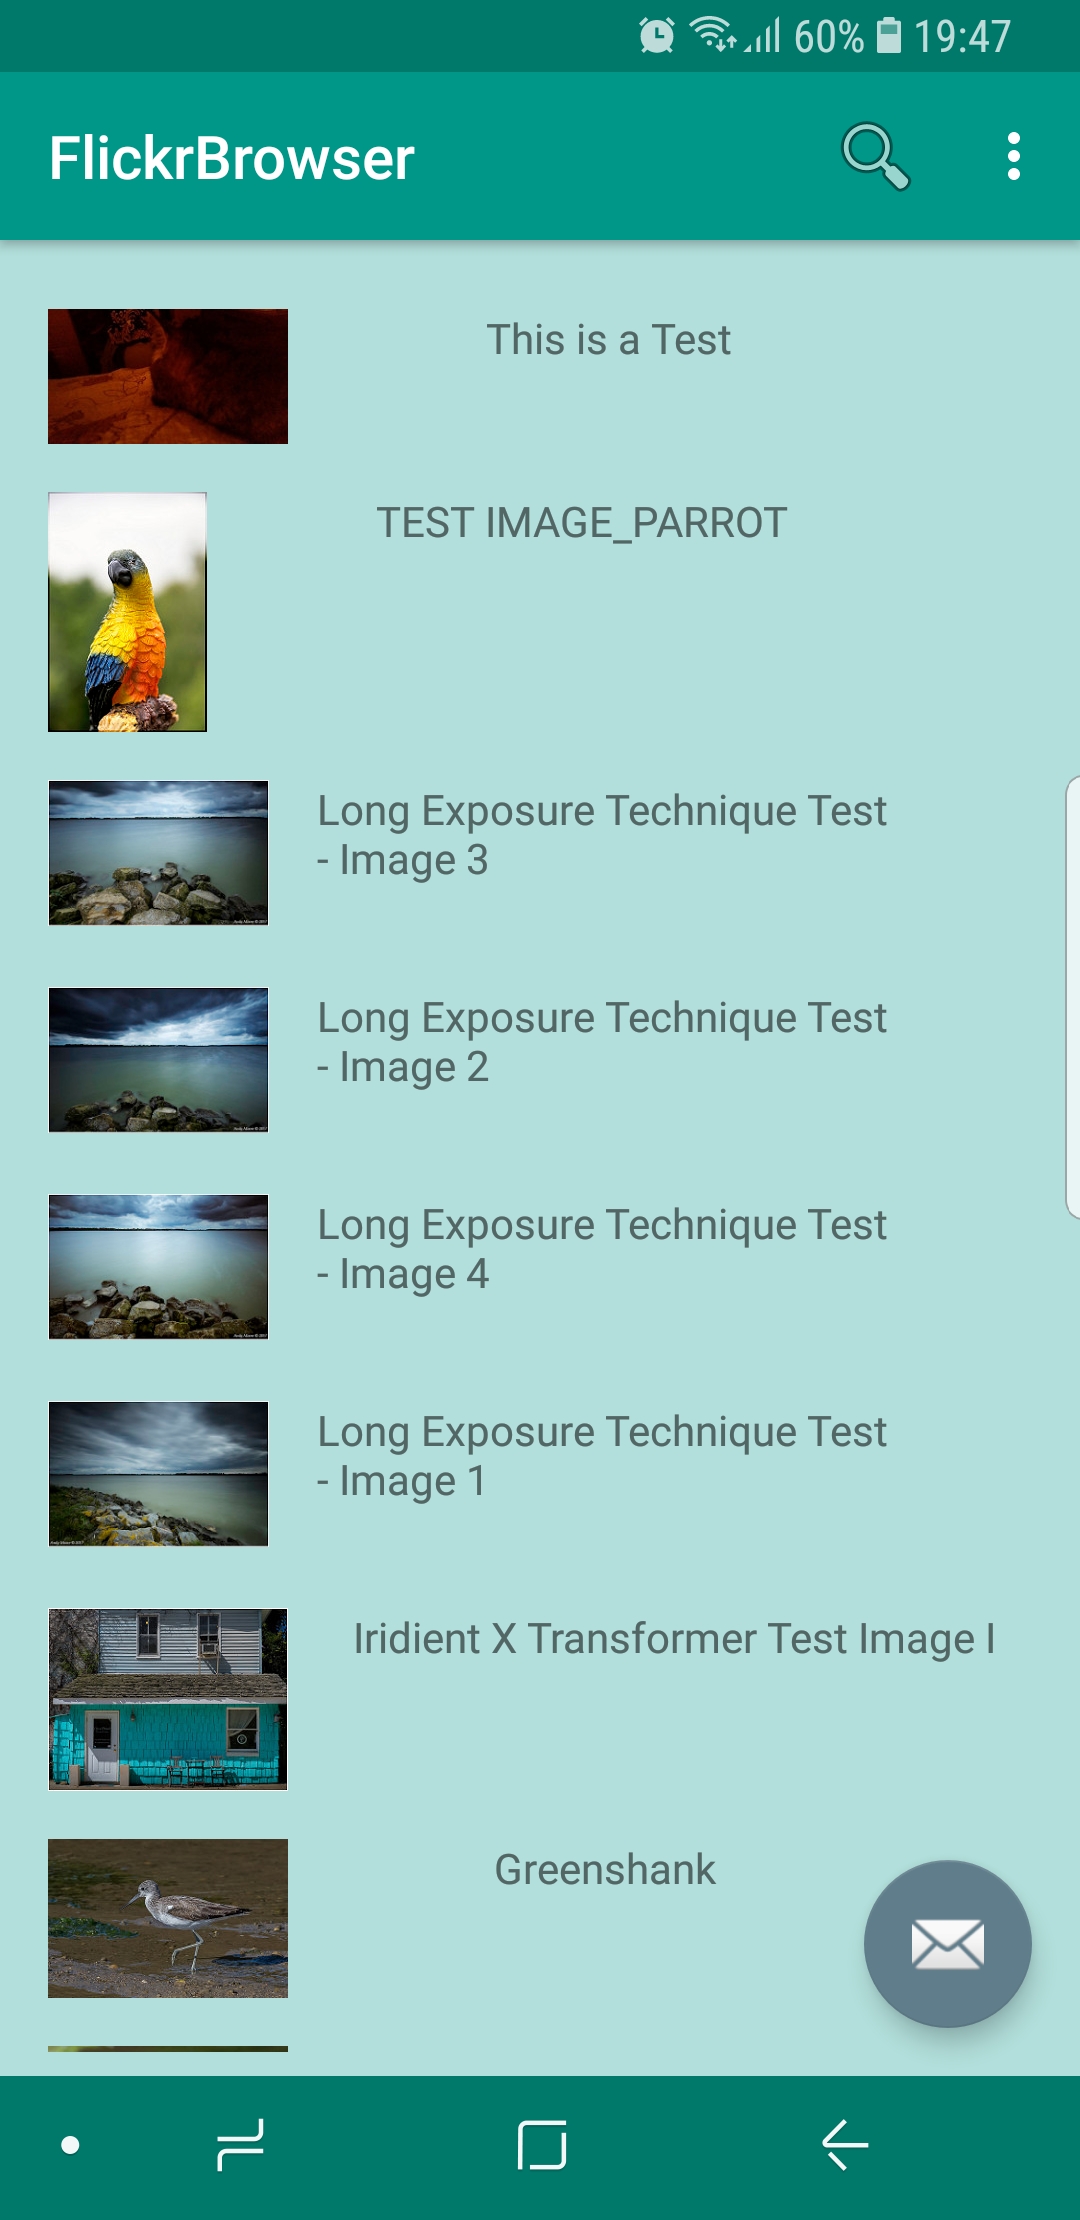 60% 19:47
FlickrBrowser
This is a Test
TEST IMAGE_PARROT
Long Exposure Technique Test
- Image 3
Long Exposure Technique Test
- Image 2
Long Exposure Technique Test
- Image 4
Long Exposure Technique Test
- Image 1
Iridient X Transformer Test Image I
Greenshank